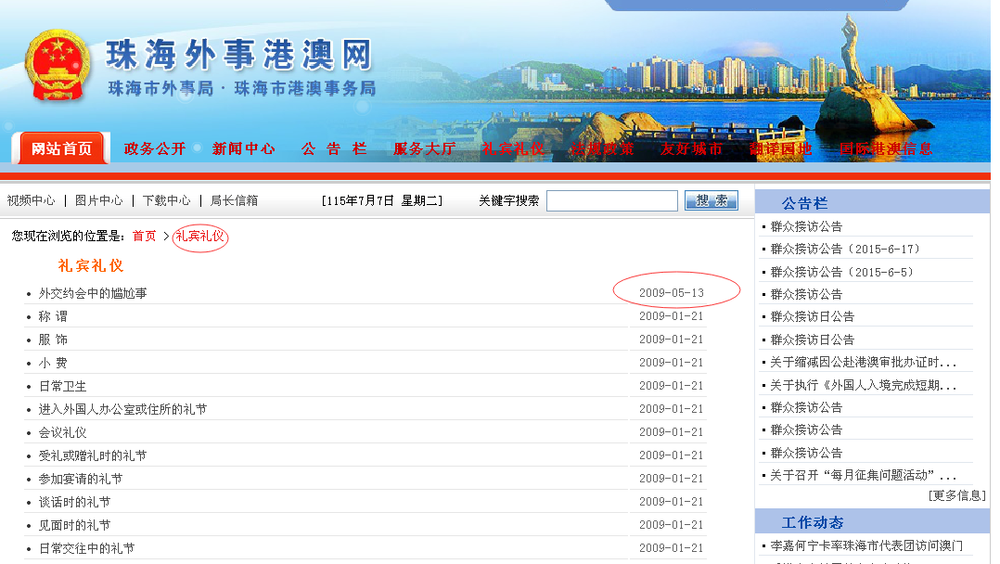 珠海外事港澳网
珠海市外事局·珠海市港澳事务局
网站首页 政务公开 新闻中心 公 告 栏 服务大厅 礼宾礼仪 涉澳政策 友好城市 翻译园地 国际港澳信息
视频中心 | 图片中心 | 下载中心 | 局长信箱 [115年7月7日 星期二] 关键字搜索 搜 索
您现在浏览的位置是：首页 > 礼宾礼仪
礼宾礼仪
外交约会中的尴尬事 2009-05-13
称 谓 2009-01-21
服 饰 2009-01-21
小 费 2009-01-21
日常卫生 2009-01-21
进入外国人办公室或住所的礼节 2009-01-21
会议礼仪 2009-01-21
受礼或赠礼时的礼节 2009-01-21
参加宴请的礼节 2009-01-21
谈话时的礼节 2009-01-21
见面时的礼节 2009-01-21
日常交往中的礼节 2009-01-21
公告栏
群众接访公告
群众接访公告（2015-6-17）
群众接访公告（2015-6-5）
群众接访公告
群众接访日公告
群众接访日公告
关于缩减因公赴港澳审批办证时...
关于执行《外国人入境完成短期...
群众接访公告
群众接访公告
群众接访公告
关于召开“每月征集问题活动”...
[更多信息]
工作动态
李嘉何宁卡率珠海市代表团访问澳门